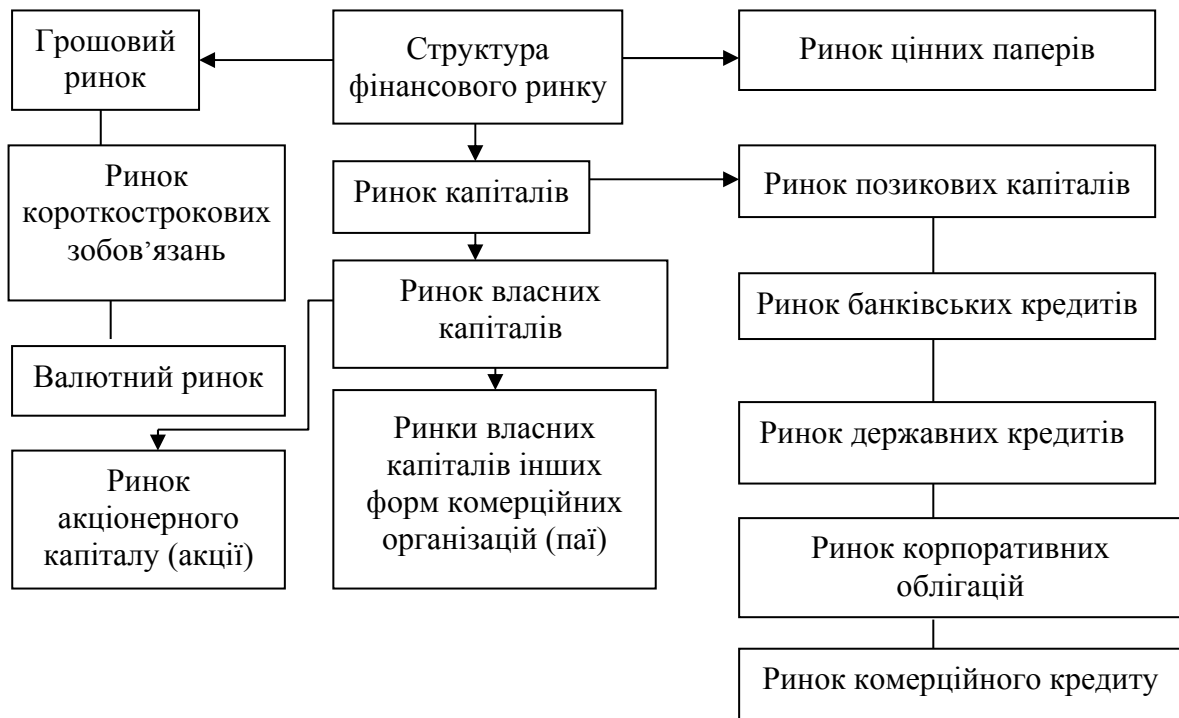 Грошовий
ринок
Структура
фінансового ринку
Ринок цінних паперів
Ринок
короткострокових
зобов’язань
Ринок капіталів
Ринок позикових капіталів
Ринок власних
капіталів
Ринок банківських кредитів
Валютний ринок
Ринки власних
капіталів інших
форм комерційних
організацій (паї)
Ринок державних кредитів
Ринок
акціонерного
капіталу (акції)
Ринок корпоративних
облігацій
Ринок комерційного кредиту